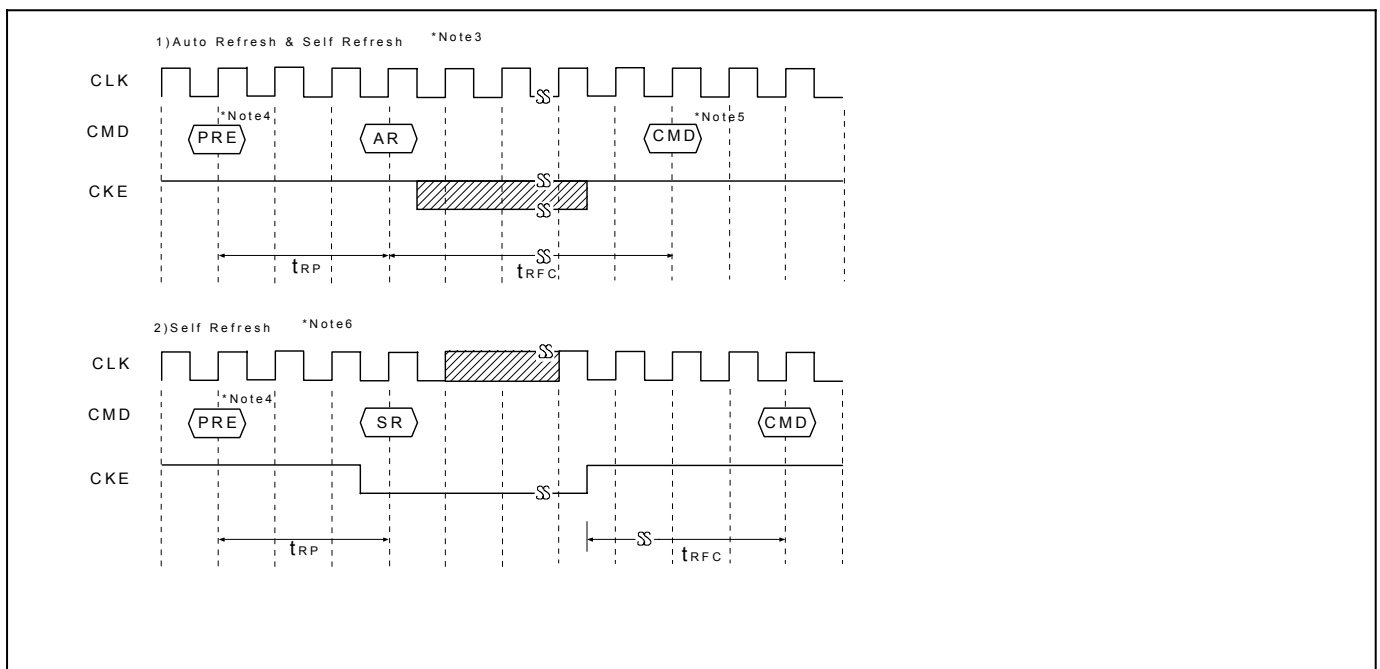 1)Auto Refresh & Self Refresh *Note3
CLK
*Note4 *Note5
CMD PRE AR CMD
CKE
tRP tRFC
2)Self Refresh *Note6
CLK
*Note4
CMD PRE SR CMD
CKE
tRP tRFC